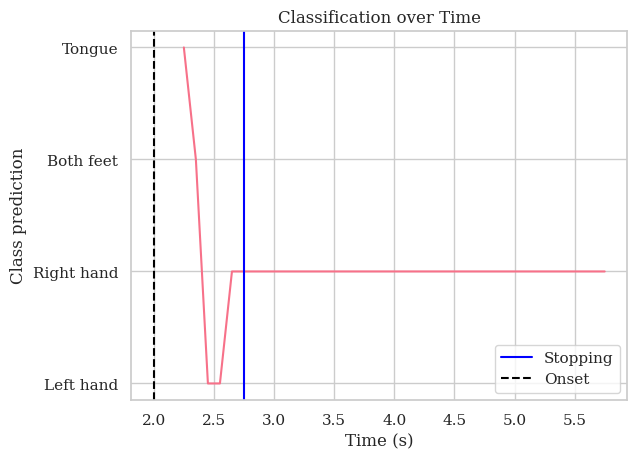 Classification over Time
Tongue
Both feet
Right hand
Left hand
Class prediction
2.0 2.5 3.0 3.5 4.0 4.5 5.0 5.5
Time (s)
Stopping
Onset